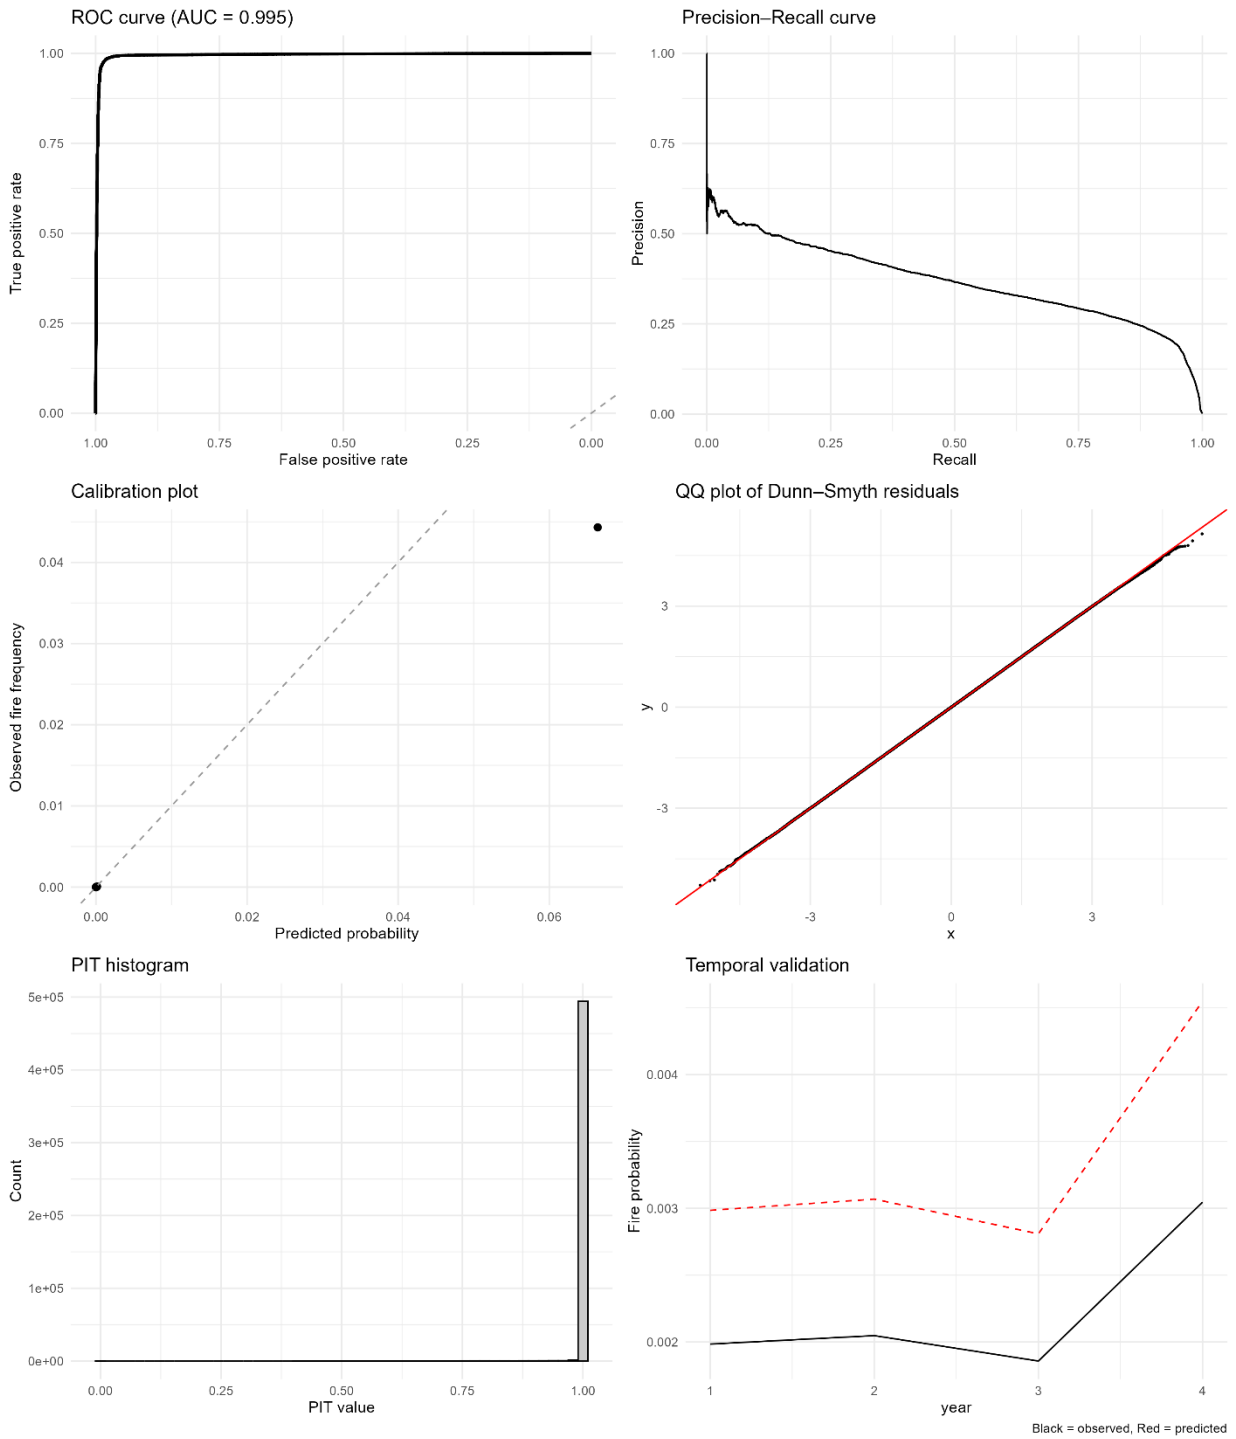 ROC curve (AUC = 0.995)
True positive rate
1.00
0.75
0.50
0.25
0.00
1.00 0.75 0.50 0.25 0.00
False positive rate
Precision–Recall curve
Precision
1.00
0.75
0.50
0.25
0.00
0.00 0.25 0.50 0.75 1.00
Recall
Calibration plot
Observed fire frequency
0.04
0.03
0.02
0.01
0.00
0.00 0.02 0.04 0.06
Predicted probability
QQ plot of Dunn–Smyth residuals
y
3
0
-3
-3 0 3
x
PIT histogram
Count
5e+05
4e+05
3e+05
2e+05
1e+05
0e+00
0.00 0.25 0.50 0.75 1.00
PIT value
Temporal validation
Fire probability
0.004
0.003
0.002
1 2 3 4
year
Black = observed, Red = predicted